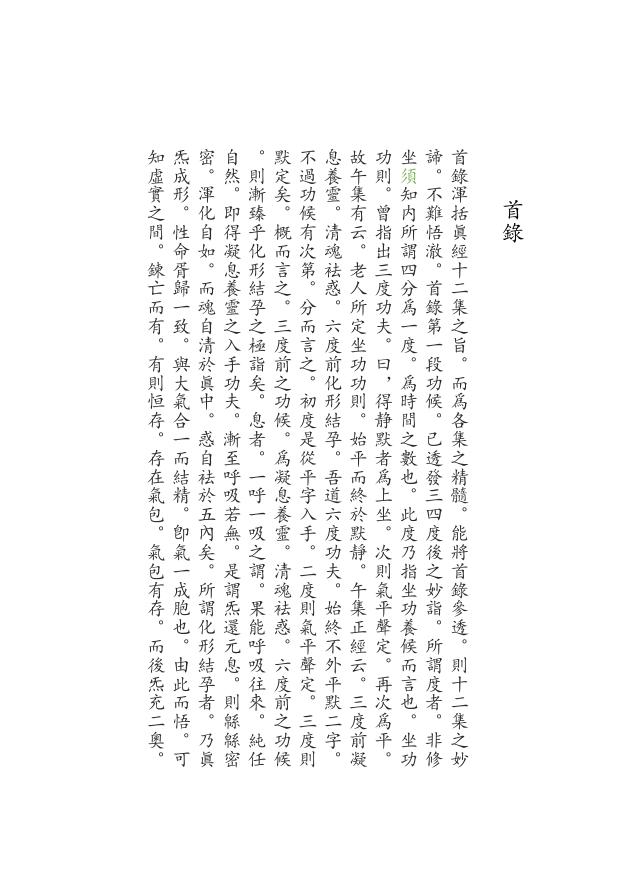 首錄
首錄渾括眞經十二集之旨。而爲各集之精髓。能將首錄參透。則十二集之妙
諦。不難悟澈。首錄第一段功候。已透發三四度後之妙詣。所謂度者。非修
坐須知内所謂四分爲一度。爲時間之數也。此度乃指坐功養候而言也。坐功
功則。曾指出三度功夫。曰，得静默者爲上坐。次則氣平聲定。再次爲平。
故午集有云。老人所定坐功功則。始平而終於默靜。午集正經云。三度前凝
息養靈。清魂祛惑。六度前化形結孕。吾道六度功夫。始終不外平默二字。
不過功候有次第。分而言之。初度是從平字入手。二度則氣平聲定。三度則
默定矣。概而言之。三度前之功候。爲凝息養靈。清魂祛惑。六度前之功候
。則漸臻乎化形結孕之極詣矣。息者。一呼一吸之謂。果能呼吸往來。純任
自然。即得凝息養靈之入手功夫。漸至呼吸若無。是謂炁還元息。則緜緜密
密。渾化自如。而魂自清於眞中。惑自祛於五內矣。所謂化形結孕者。乃眞
炁成形。性命胥歸一致。與大氣合一而結精。卽氣一成胞也。由此而悟。可
知虛實之間。鍊亡而有。有則恒存。存在氣包。氣包有存。而後炁充二奧。